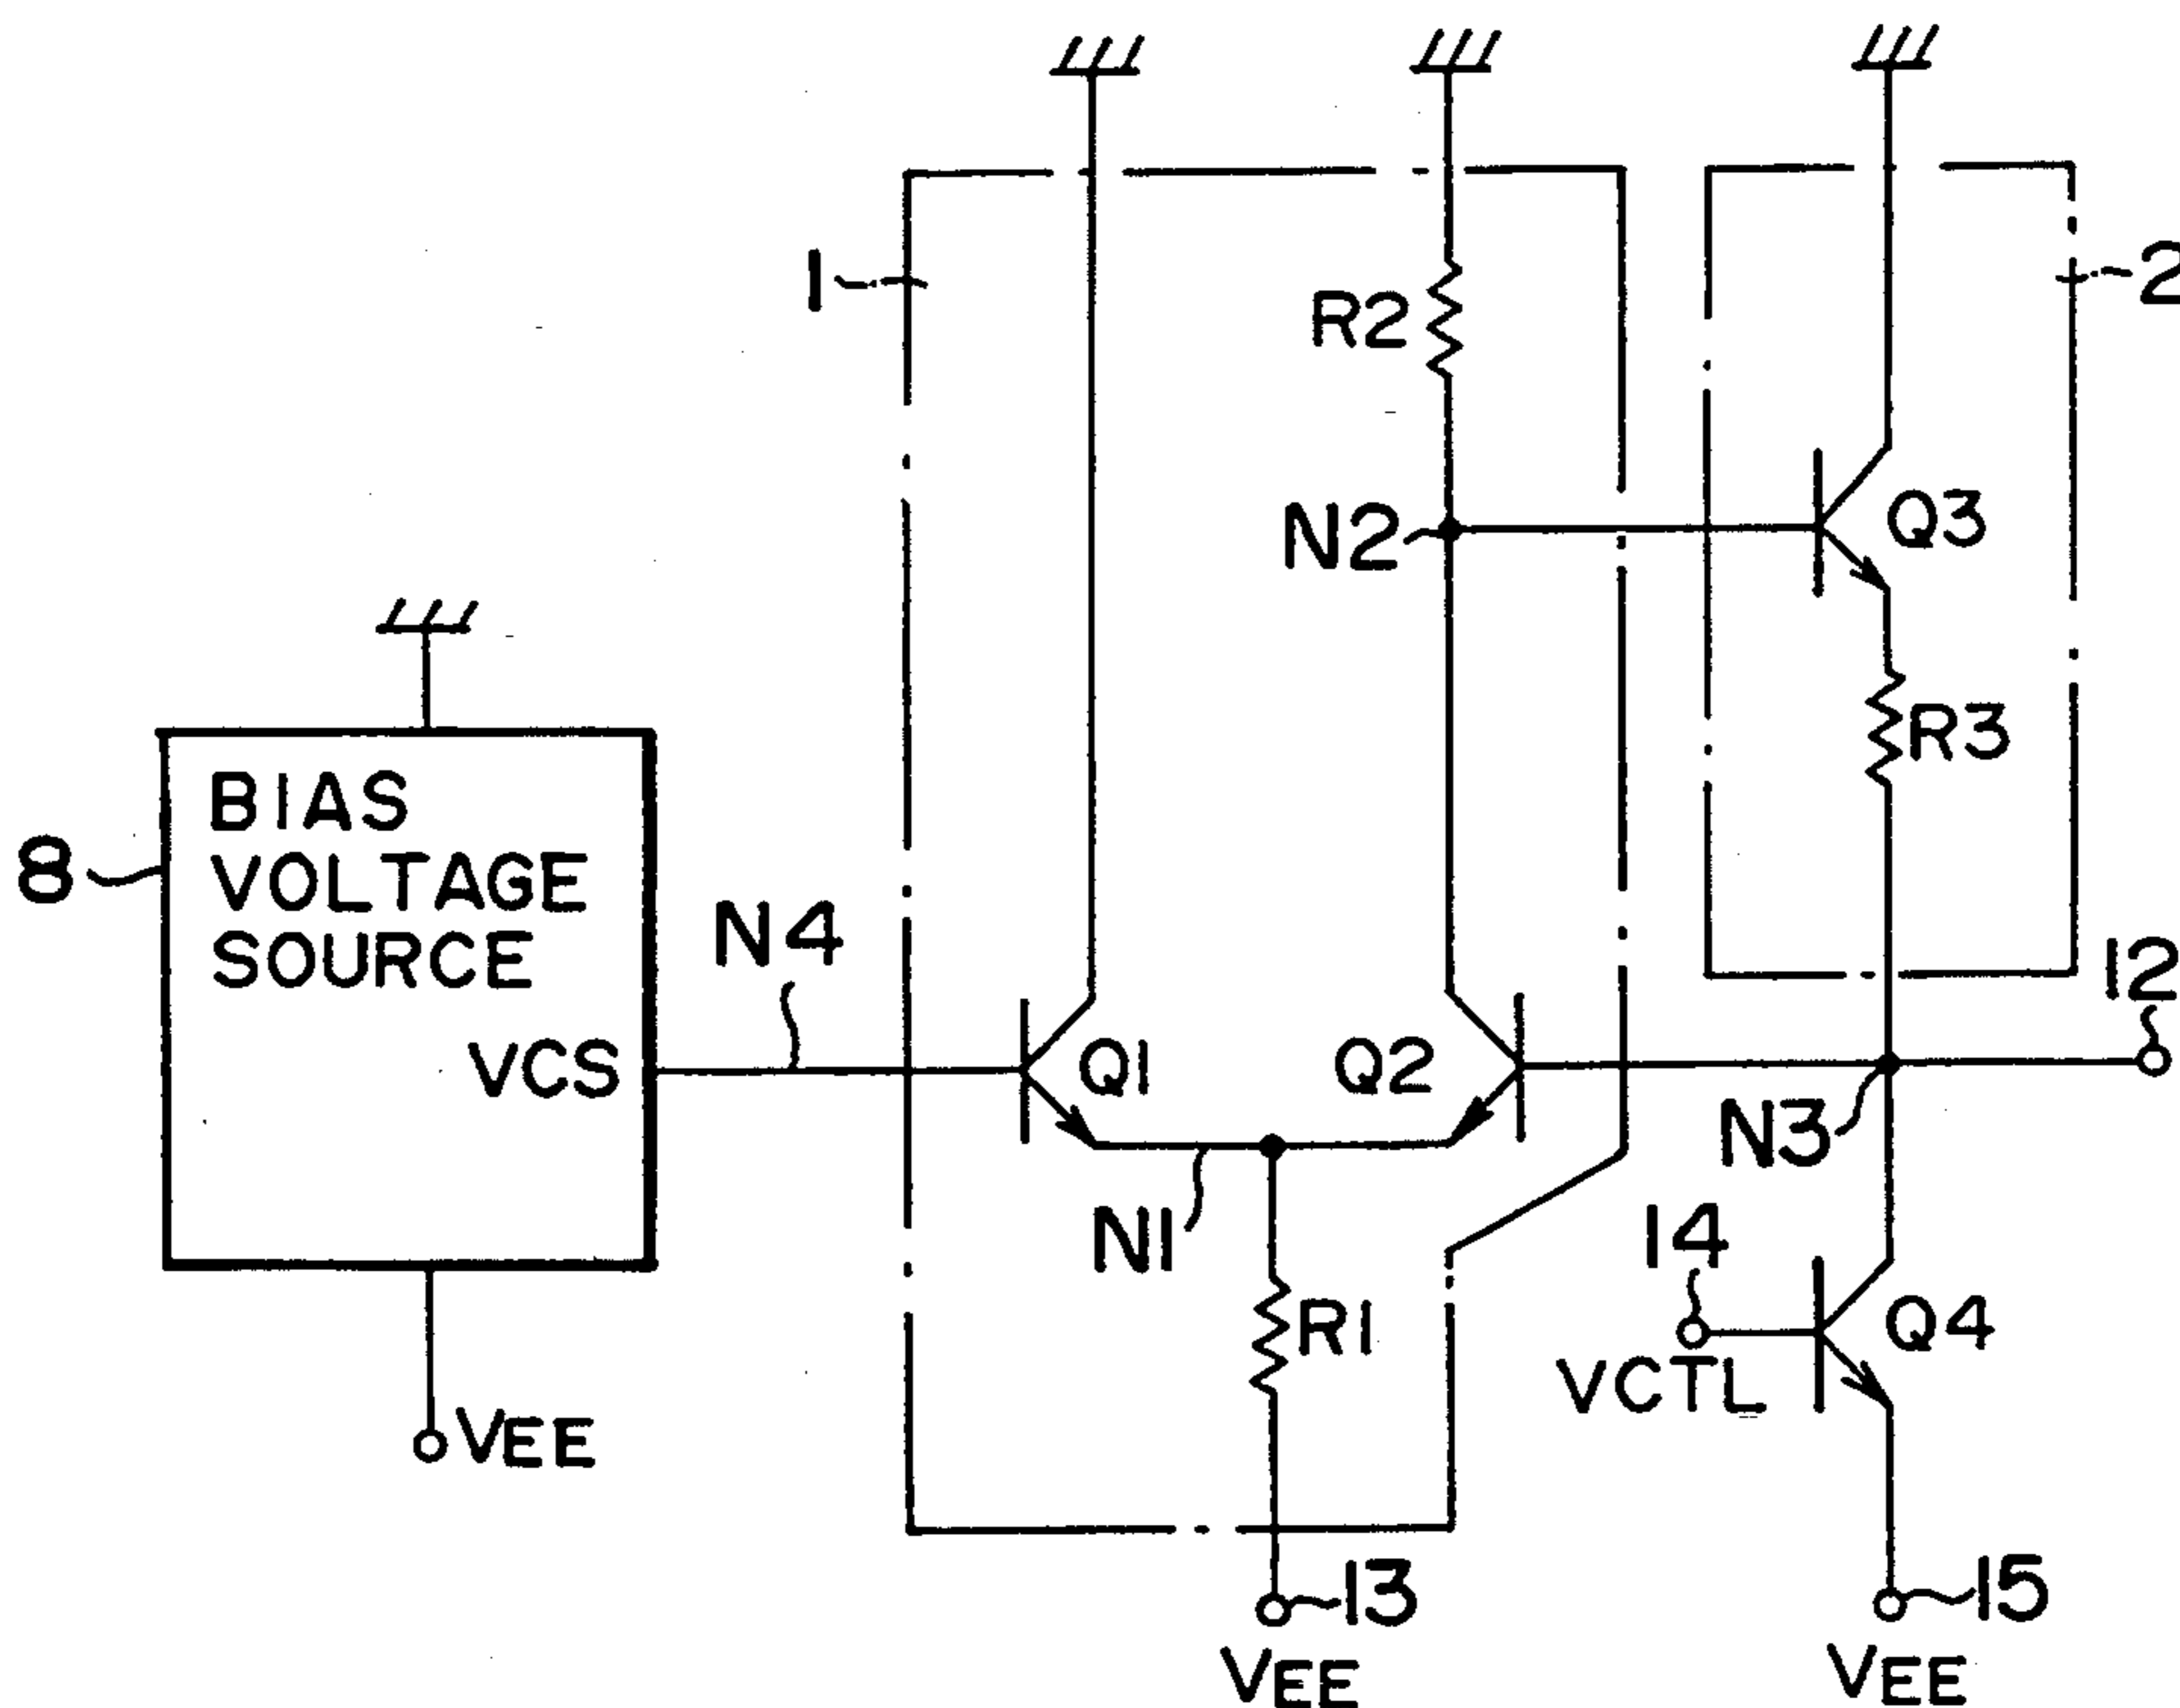 1
2
R2
N2
Q3
R3
8
BIAS
VOLTAGE
SOURCE
VCS
N4
Q1
Q2
12
N3
N1
14
R1
Q4
VCTL
VEE
13
15
VEE
VEE